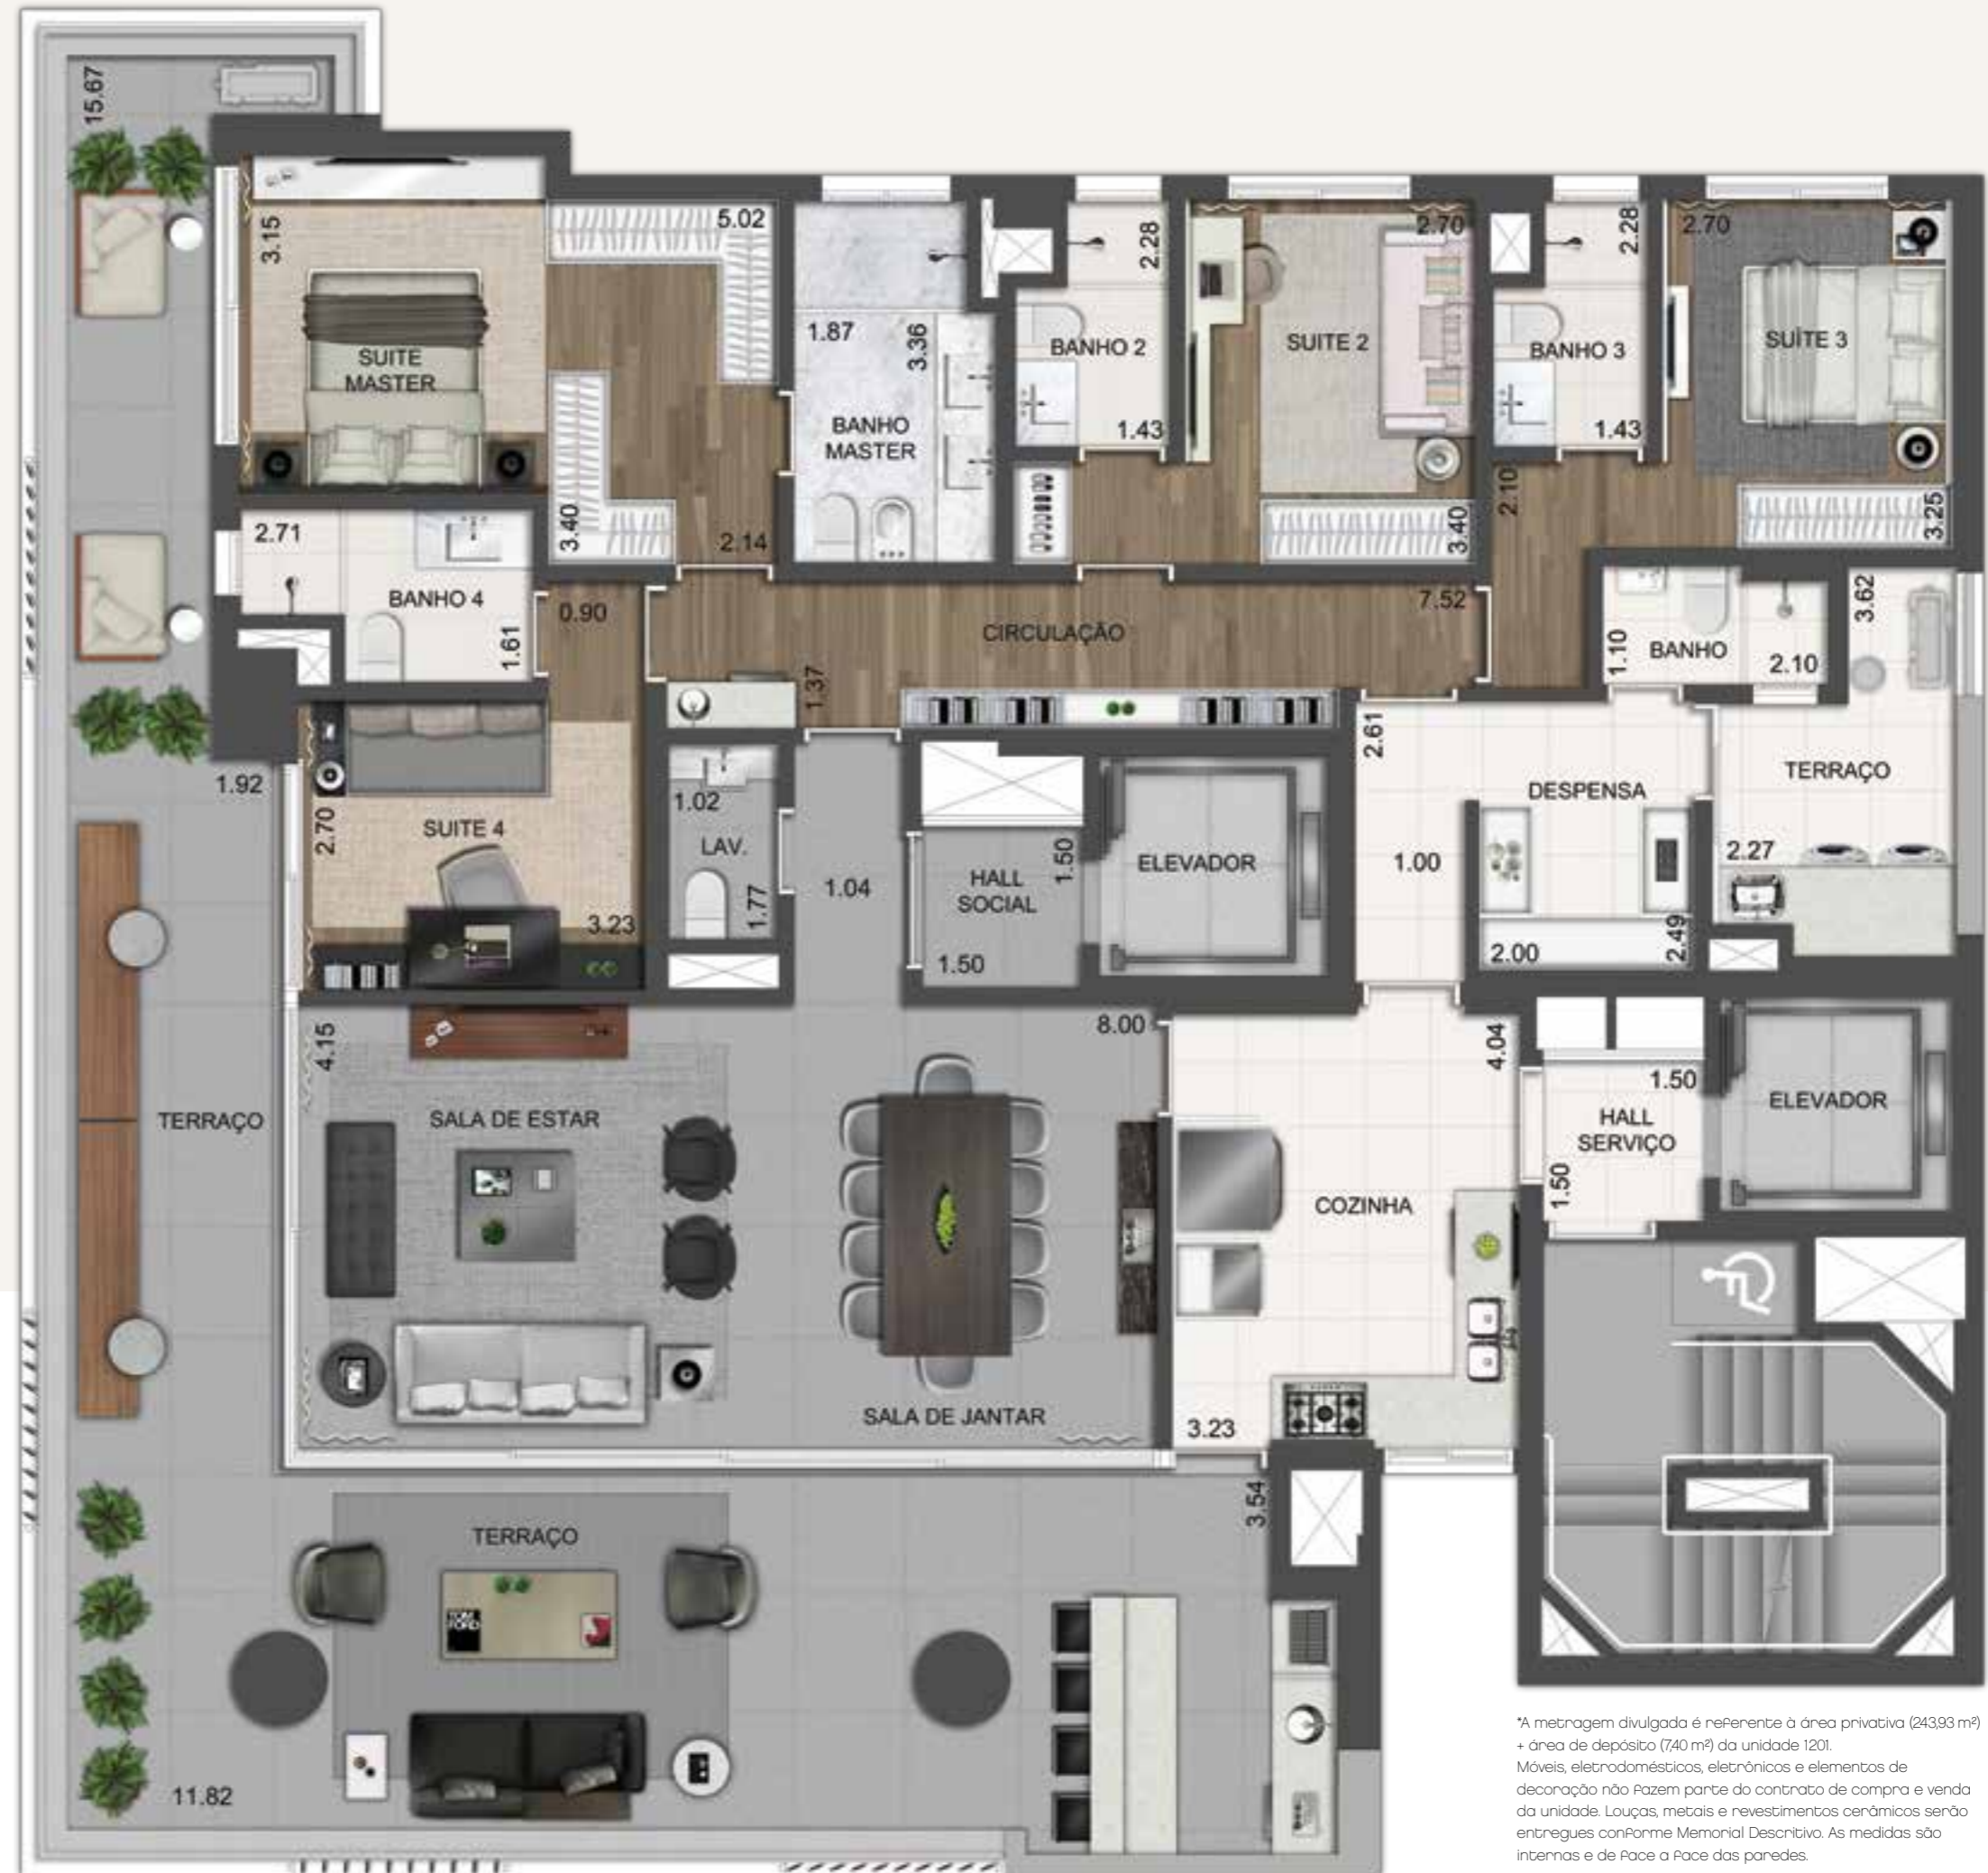 15.67
3.15
5.02
SUITE
MASTER
3.40
2.14
1.87
3.36
BANHO
MASTER
2.28
BANHO 2
1.43
2.70
SUITE 2
3.40
2.28
BANHO 3
1.43
2.10
2.70
SUÍTE 3
3.25
2.71
BANHO 4
1.61
0.90
CIRCULAÇÃO
7.52
1.37
1.10
BANHO
2.10
3.62
1.92
2.70
SUITE 4
3.23
1.02
LAV.
1.77
1.04
HALL
SOCIAL
1.50
1.50
ELEVADOR
2.61
1.00
DESPENSA
2.00
2.49
TERRAÇO
2.27
4.15
8.00
TERRAÇO
SALA DE ESTAR
SALA DE JANTAR
4.04
COZINHA
3.23
1.50
HALL
SERVIÇO
1.50
ELEVADOR
3.54
TERRAÇO
TOM
FORD
11.82
*A metragem divulgada é referente à área privativa (243,93 m²)
+ área de depósito (7,40 m²) da unidade 1201.
Móveis, eletrodomésticos, eletrônicos e elementos de
decoração não fazem parte do contrato de compra e venda
da unidade. Louças, metais e revestimentos cerâmicos serão
entregues conforme Memorial Descritivo. As medidas são
internas e de face a face das paredes.